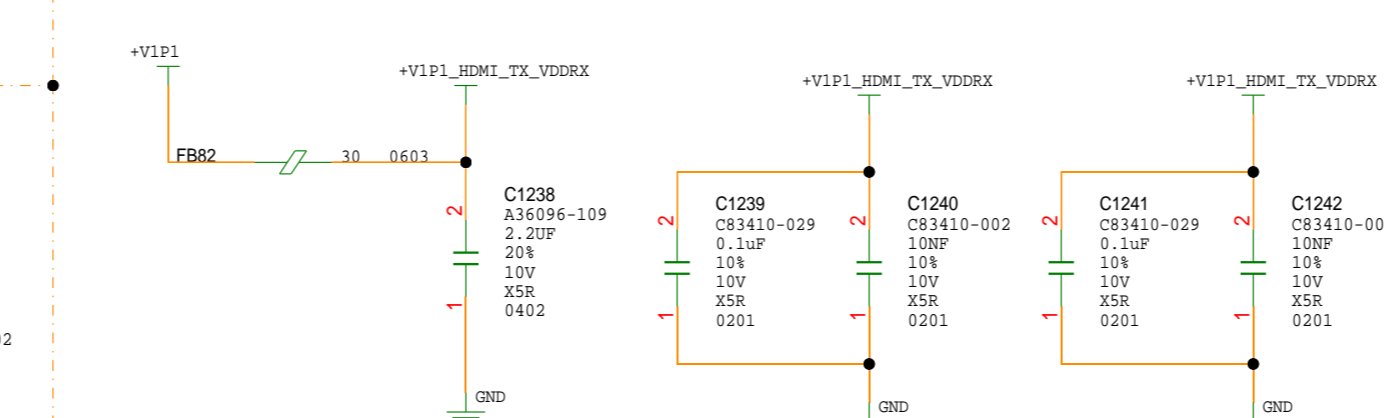 +V1P1
+V1P1_HDMI_TX_VDDRX
+V1P1_HDMI_TX_VDDRX
+V1P1_HDMI_TX_VDDRX
FB82
30
0603
C1238
A36096-109
2.2UF
20%
10V
X5R
0402
2
1
GND
C1239
C83410-029
0.1uF
10%
10V
X5R
0201
2
1
C1240
C83410-002
10NF
10%
10V
X5R
0201
2
1
GND
C1241
C83410-029
0.1uF
10%
10V
X5R
0201
2
1
C1242
C83410-00
10NF
10%
10V
X5R
0201
2
1
GND